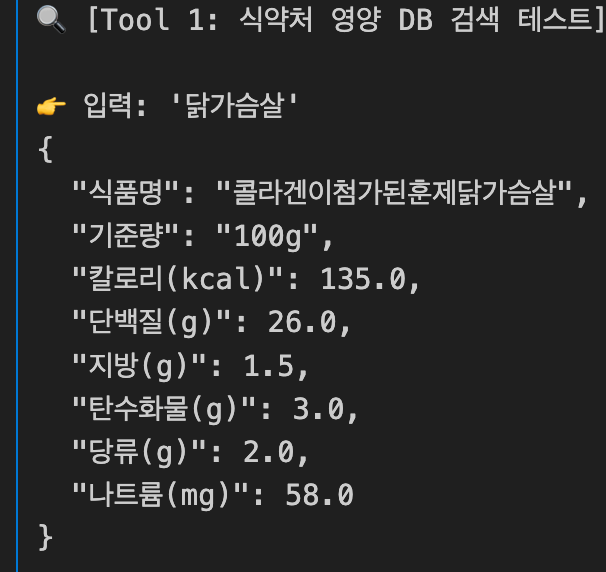 🔍 [Tool 1: 식약처 영양 DB 검색 테스트]
👉 입력: '닭가슴살'
{
"식품명": "콜라겐이첨가된훈제닭가슴살",
"기준량": "100g",
"칼로리(kcal)": 135.0,
"단백질(g)": 26.0,
"지방(g)": 1.5,
"탄수화물(g)": 3.0,
"당류(g)": 2.0,
"나트륨(mg)": 58.0
}